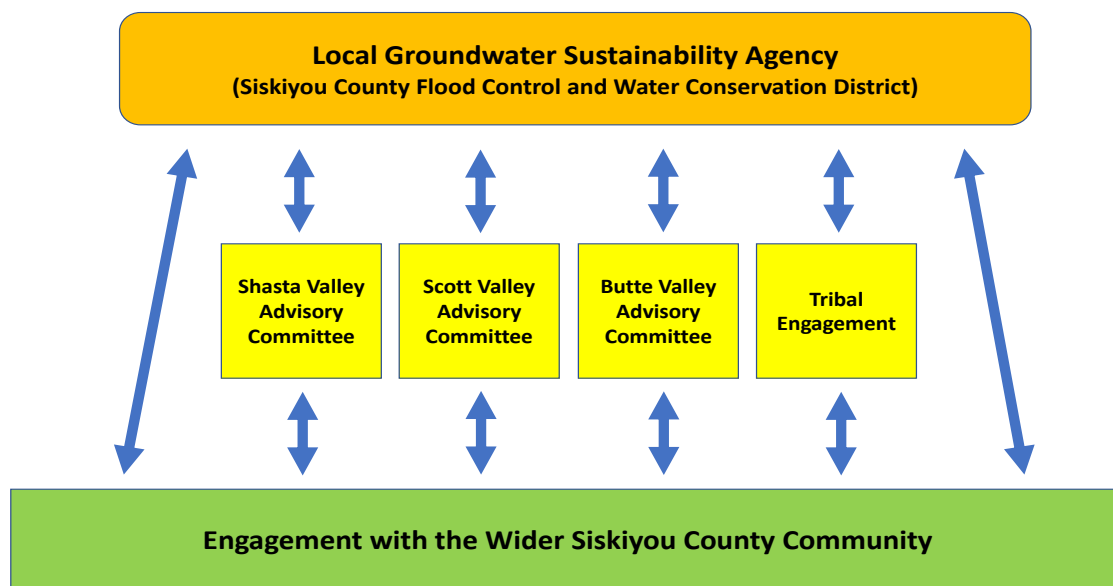 Local Groundwater Sustainability Agency
(Siskiyou County Flood Control and Water Conservation District)
Shasta Valley
Advisory
Committee
Scott Valley
Advisory
Committee
Butte Valley
Advisory
Committee
Tribal
Engagement
Engagement with the Wider Siskiyou County Community